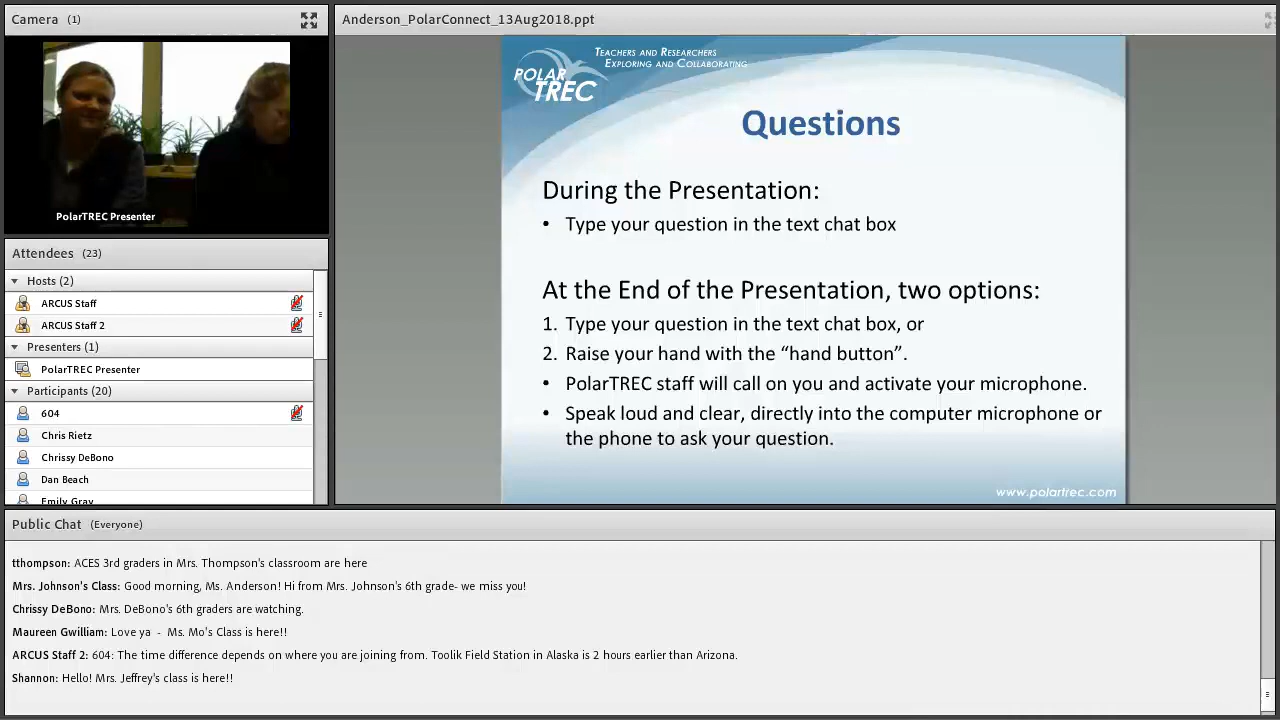 Camera (1)
PolarTREC Presenter
Attendees (23)
Hosts (2)
ARCUS Staff
ARCUS Staff 2
Presenters (1)
PolarTREC Presenter
Participants (20)
604
Chris Rietz
Chrissy DeBono
Dan Beach
Emily Gray
Anderson_PolarConnect_13Aug2018.ppt
TEACHERS AND RESEARCHERS
EXPLORING AND COLLABORATING
POLAR
TREC
Questions
During the Presentation:
• Type your question in the text chat box
At the End of the Presentation, two options:
1. Type your question in the text chat box, or
2. Raise your hand with the “hand button”.
• PolarTREC staff will call on you and activate your microphone.
• Speak loud and clear, directly into the computer microphone or
the phone to ask your question.
www.polartrec.com
Public Chat (Everyone)
tthompson: ACES 3rd graders in Mrs. Thompson's classroom are here
Mrs. Johnson's Class: Good morning, Ms. Anderson! Hi from Mrs. Johnson's 6th grade- we miss you!
Chrissy DeBono: Mrs. DeBono's 6th graders are watching.
Maureen Gwilliam: Love ya - Ms. Mo's Class is here!!
ARCUS Staff 2: 604: The time difference depends on where you are joining from. Toolik Field Station in Alaska is 2 hours earlier than Arizona.
Shannon: Hello! Mrs. Jeffrey's class is here!!